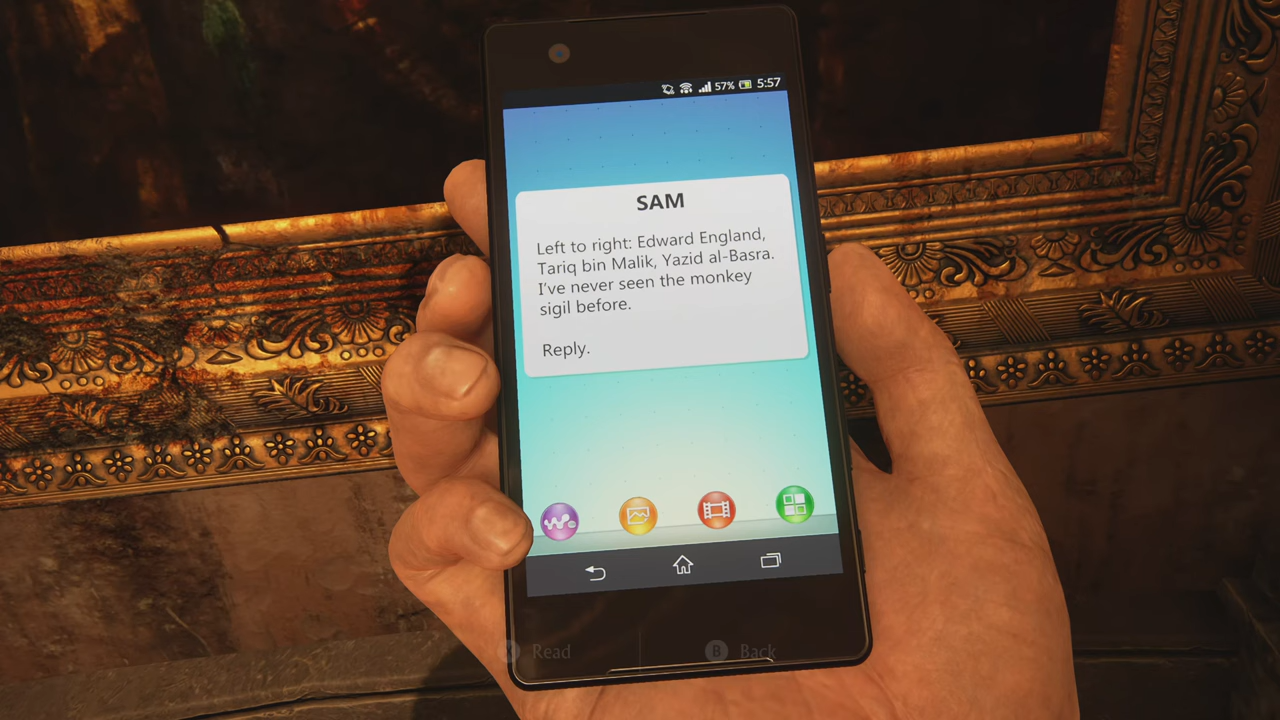 57% 5:57
SAM
Left to right: Edward England,
Tariq bin Malik, Yazid al-Basra.
I've never seen the monkey
sigil before.
Reply.
X Read B Back